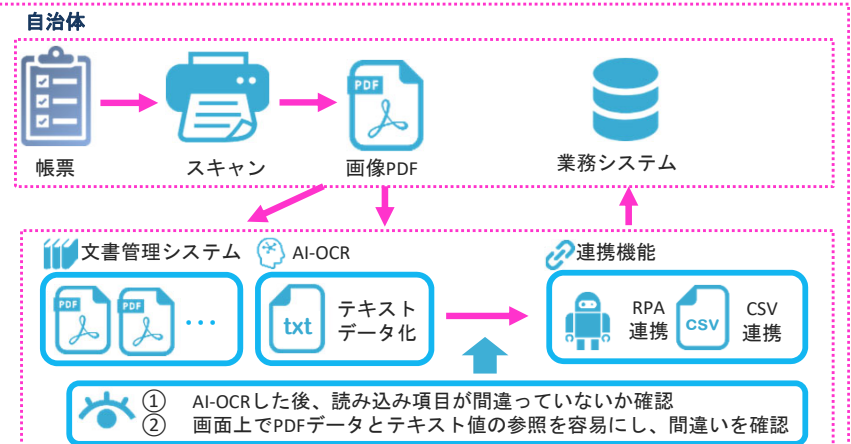 自治体
PDF
帳票
スキャン
画像PDF
業務システム
文書管理システム
AI-OCR
連携機能
PDF
PDF
...
txt
テキスト
データ化
RPA
連携
CSV
CSV
連携
① AI-OCRした後、読み込み項目が間違っていないか確認
② 画面上でPDFデータとテキスト値の参照を容易にし、間違いを確認